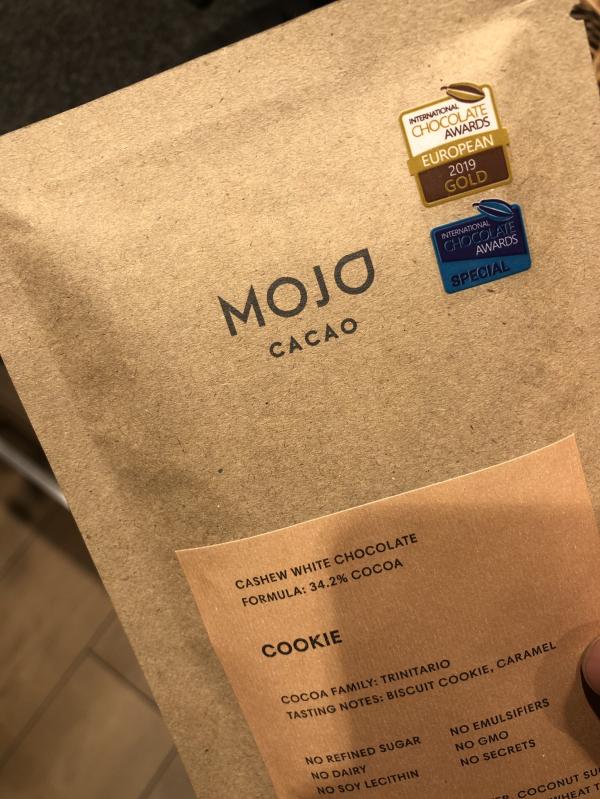 INTERNATIONAL
CHOCOLATE
AWARDS
EUROPEAN
2019
GOLD
INTERNATIONAL
CHOCOLATE
AWARDS
SPECIAL
MOJO
CACAO
CASHEW WHITE CHOCOLATE
FORMULA: 34.2% COCOA
COOKIE
COCOA FAMILY: TRINITARIO
TASTING NOTES: BISCUIT COOKIE, CARAMEL
NO REFINED SUGAR
NO DAIRY
NO SOY LECITHIN
NO EMULSIFIERS
NO GMO
NO SECRETS
COCONUT